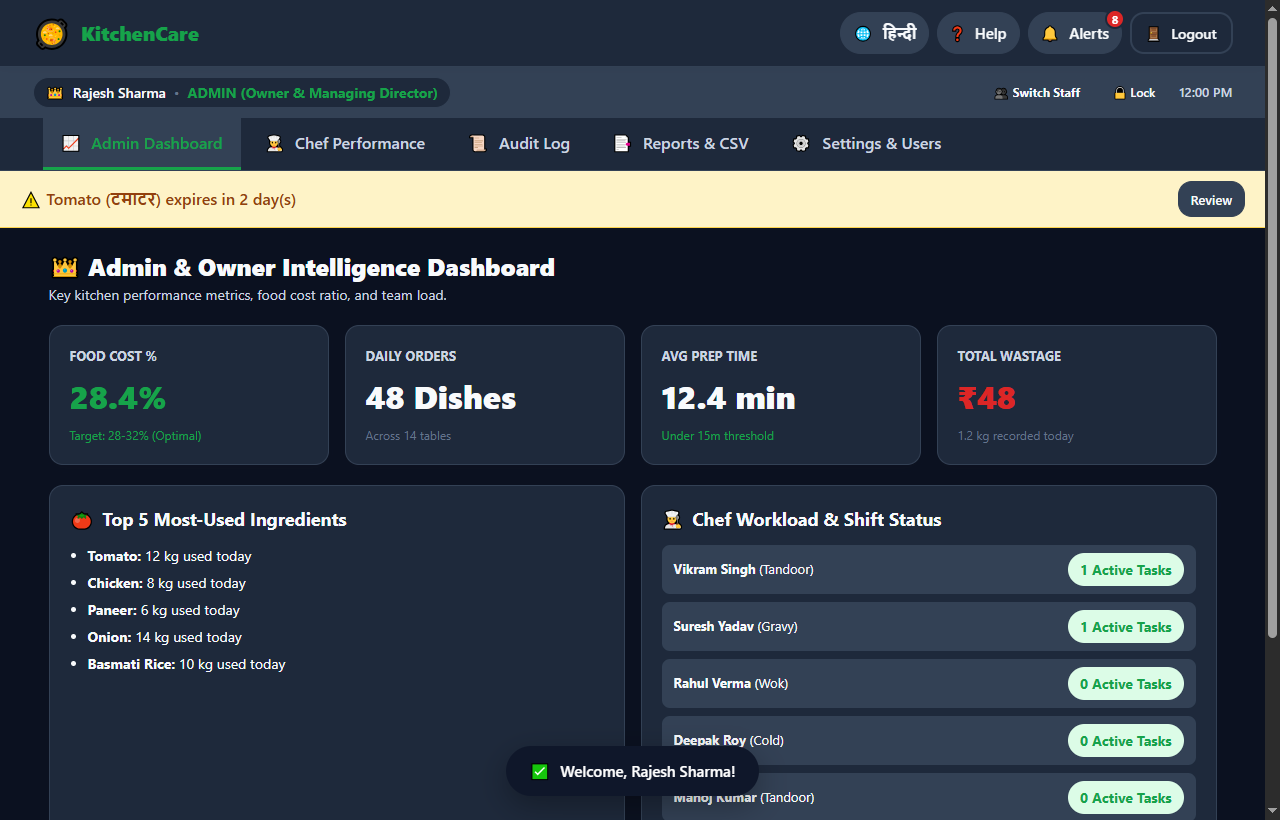 KitchenCare
हिन्दी
Help
Alerts
8
Logout
Rajesh Sharma • ADMIN (Owner & Managing Director)
Switch Staff
Lock
12:00 PM
Admin Dashboard
Chef Performance
Audit Log
Reports & CSV
Settings & Users
Tomato (टमाटर) expires in 2 day(s)
Review
Admin & Owner Intelligence Dashboard
Key kitchen performance metrics, food cost ratio, and team load.
FOOD COST %
28.4%
Target: 28-32% (Optimal)
DAILY ORDERS
48 Dishes
Across 14 tables
AVG PREP TIME
12.4 min
Under 15m threshold
TOTAL WASTAGE
₹48
1.2 kg recorded today
Top 5 Most-Used Ingredients
• Tomato: 12 kg used today
• Chicken: 8 kg used today
• Paneer: 6 kg used today
• Onion: 14 kg used today
• Basmati Rice: 10 kg used today
Chef Workload & Shift Status
Vikram Singh (Tandoor)
1 Active Tasks
Suresh Yadav (Gravy)
1 Active Tasks
Rahul Verma (Wok)
0 Active Tasks
Deepak Roy (Cold)
0 Active Tasks
Manoj Kumar (Tandoor)
0 Active Tasks
Welcome, Rajesh Sharma!